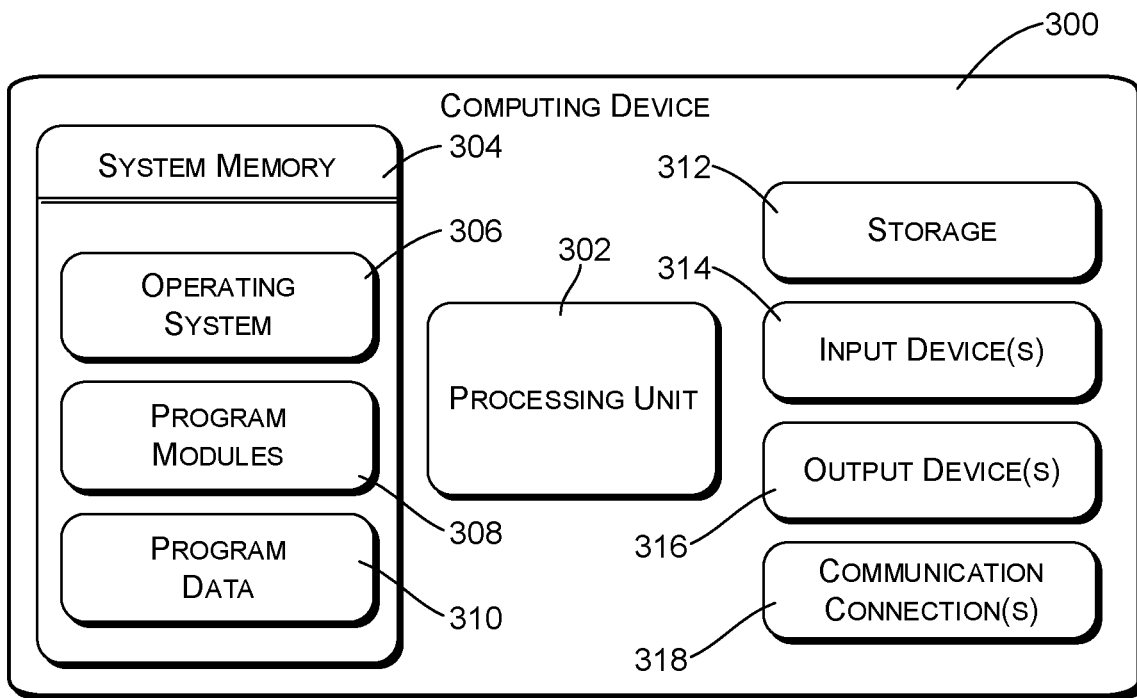 300
COMPUTING DEVICE
SYSTEM MEMORY
304
OPERATING
SYSTEM
306
PROGRAM
MODULES
308
PROGRAM
DATA
310
302
PROCESSING UNIT
312
STORAGE
314
INPUT DEVICE(S)
OUTPUT DEVICE(S)
316
COMMUNICATION
CONNECTION(S)
318